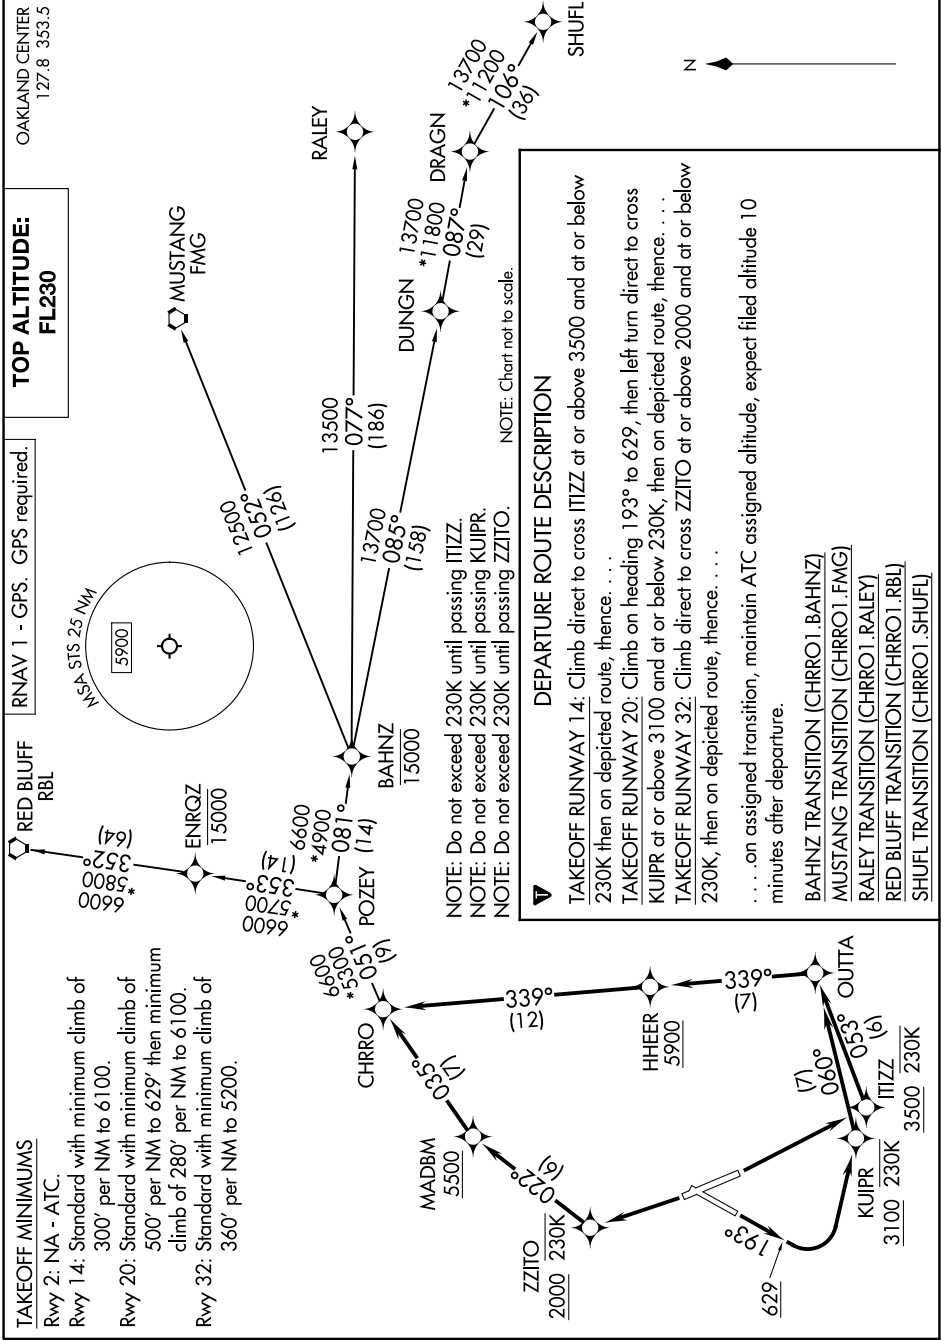 TAKEOFF MINIMUMS
Rwy 2: NA - ATC.
Rwy 14: Standard with minimum climb of
300' per NM to 6100.
Rwy 20: Standard with minimum climb of
500' per NM to 629' then minimum
climb of 280' per NM to 6100.
Rwy 32: Standard with minimum climb of
360' per NM to 5200.
RNAV 1 - GPS. GPS required.
TOP ALTITUDE:
FL230
OAKLAND CENTER
127.8 353.5
RED BLUFF
RBL
6600
*5800
352°
(64)
ENRQZ
15000
6600
*5700
353°
(14)
MSA STS 25 NM
5900
MUSTANG
FMG
12500
052°
(126)
RALEY
13500
077°
(186)
SHUFL
13700
*11200
106°
(36)
DRAGN
13700
*11800
087°
(29)
DUNGN
13700
085°
(158)
BAHNZ
15000
6600
*4900
081°
(14)
POZEY
6600
*5300
051°
(9)
CHRRO
035°
(7)
MADBM
5500
022°
(6)
ZZITO
2000 230K
339°
(12)
HHEER
5900
339°
(7)
OUTTA
053°
(6)
(7)
060°
ITIZZ
3500 230K
KUIPR
3100 230K
193°
629
N
NOTE: Do not exceed 230K until passing ITIZZ.
NOTE: Do not exceed 230K until passing KUIPR.
NOTE: Do not exceed 230K until passing ZZITO.
NOTE: Chart not to scale.
T
DEPARTURE ROUTE DESCRIPTION
TAKEOFF RUNWAY 14: Climb direct to cross ITIZZ at or above 3500 and at or below
230K then on depicted route, thence. . . .
TAKEOFF RUNWAY 20: Climb on heading 193° to 629, then left turn direct to cross
KUIPR at or above 3100 and at or below 230K, then on depicted route, thence. . . .
TAKEOFF RUNWAY 32: Climb direct to cross ZZITO at or above 2000 and at or below
230K, then on depicted route, thence. . . .
. . . .on assigned transition, maintain ATC assigned altitude, expect filed altitude 10
minutes after departure.
BAHNZ TRANSITION (CHRRO1.BAHNZ)
MUSTANG TRANSITION (CHRRO1.FMG)
RALEY TRANSITION (CHRRO1.RALEY)
RED BLUFF TRANSITION (CHRRO1.RBL)
SHUFL TRANSITION (CHRRO1.SHUFL)